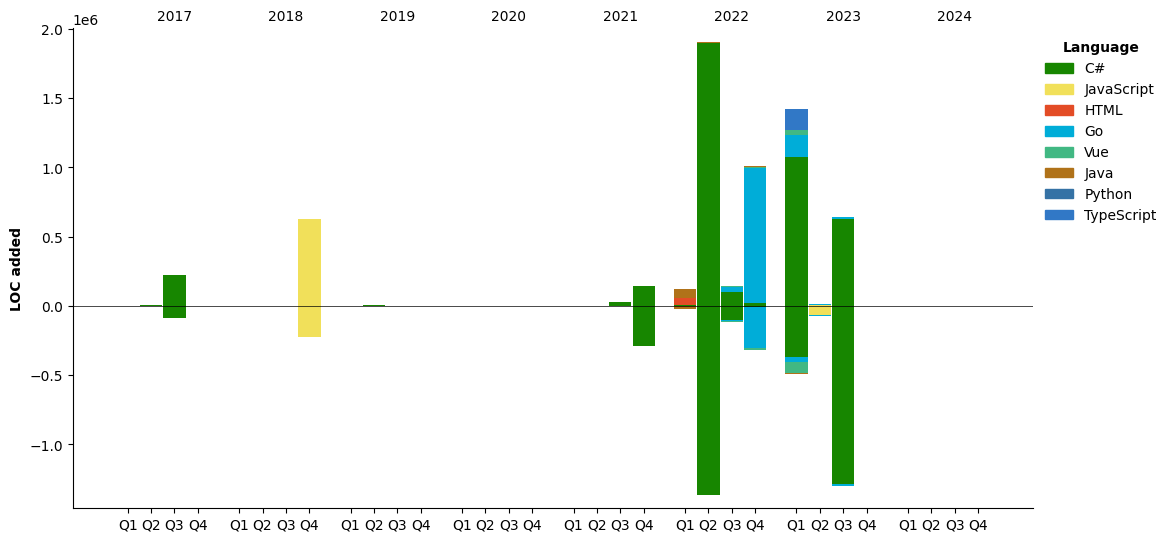 2017 2018 2019 2020 2021 2022 2023 2024
1e6
2.0
1.5
1.0
0.5
0.0
−0.5
−1.0
LOC added
Q1 Q2 Q3 Q4 Q1 Q2 Q3 Q4 Q1 Q2 Q3 Q4 Q1 Q2 Q3 Q4 Q1 Q2 Q3 Q4 Q1 Q2 Q3 Q4 Q1 Q2 Q3 Q4 Q1 Q2 Q3 Q4
Language
C#
JavaScript
HTML
Go
Vue
Java
Python
TypeScript